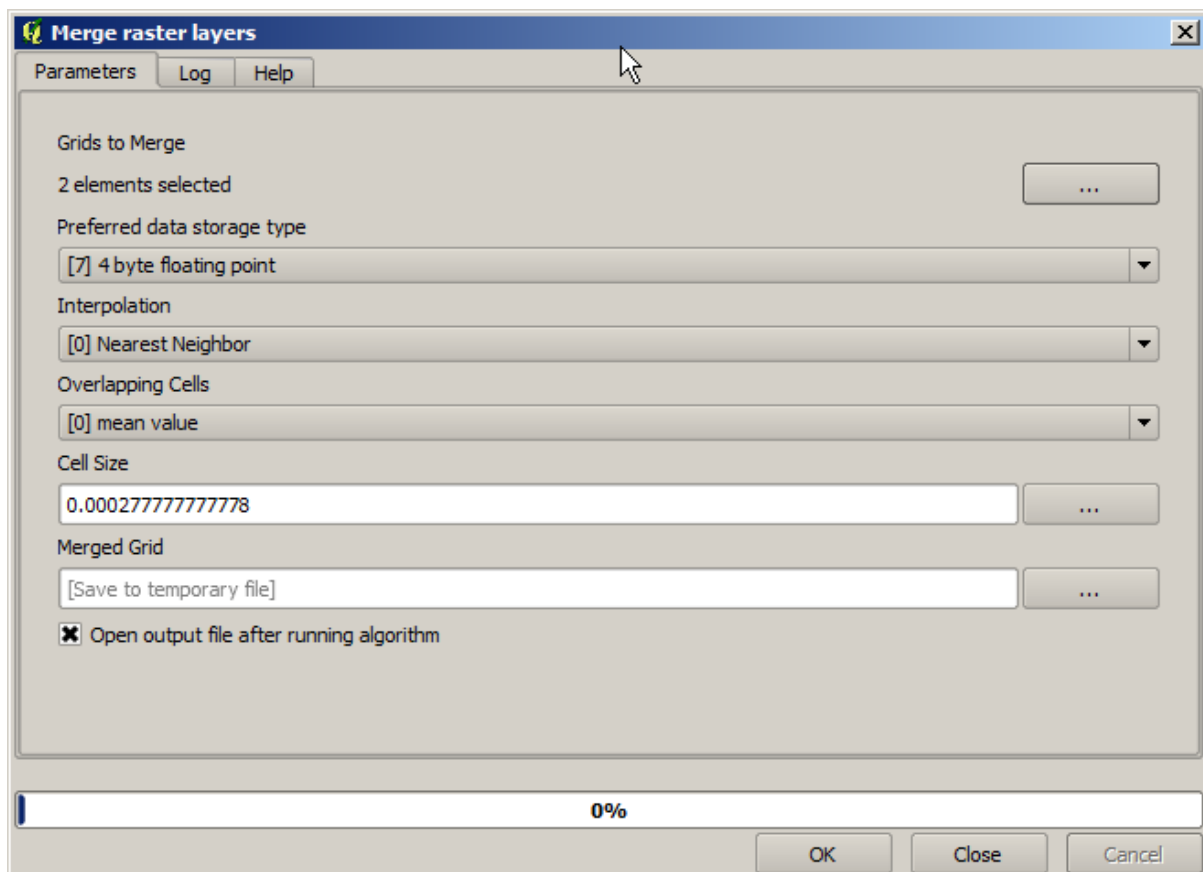 Merge raster layers
Parameters Log Help
Grids to Merge
2 elements selected
...
Preferred data storage type
[7] 4 byte floating point
Interpolation
[0] Nearest Neighbor
Overlapping Cells
[0] mean value
Cell Size
0.000277777777778
...
Merged Grid
[Save to temporary file]
...
Open output file after running algorithm
0%
OK Close Cancel